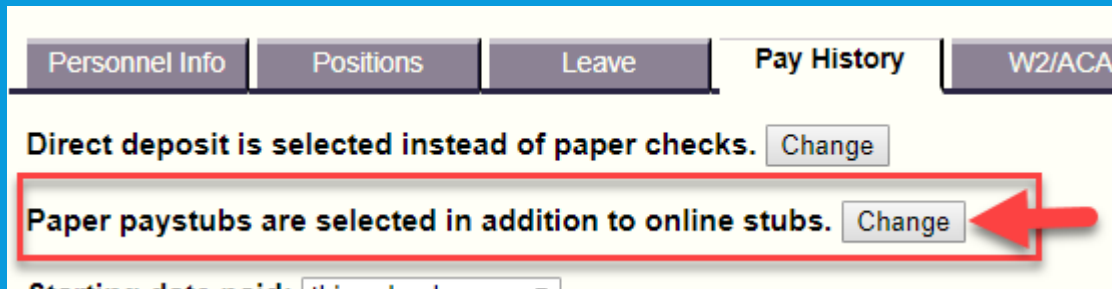 Personnel Info Positions Leave Pay History W2/ACA
Direct deposit is selected instead of paper checks. Change
Paper paystubs are selected in addition to online stubs. Change